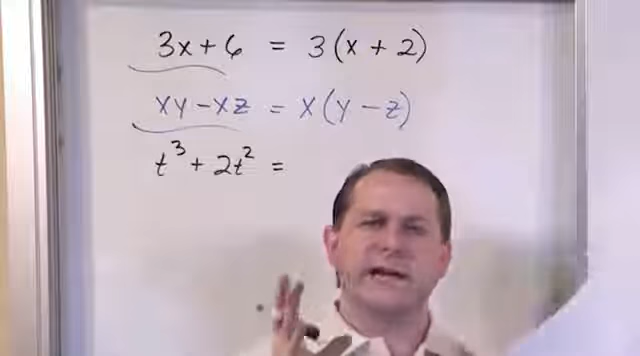 3x + 6 = 3(x + 2)
xy - xz = x(y - z)
t³ + 2t² =